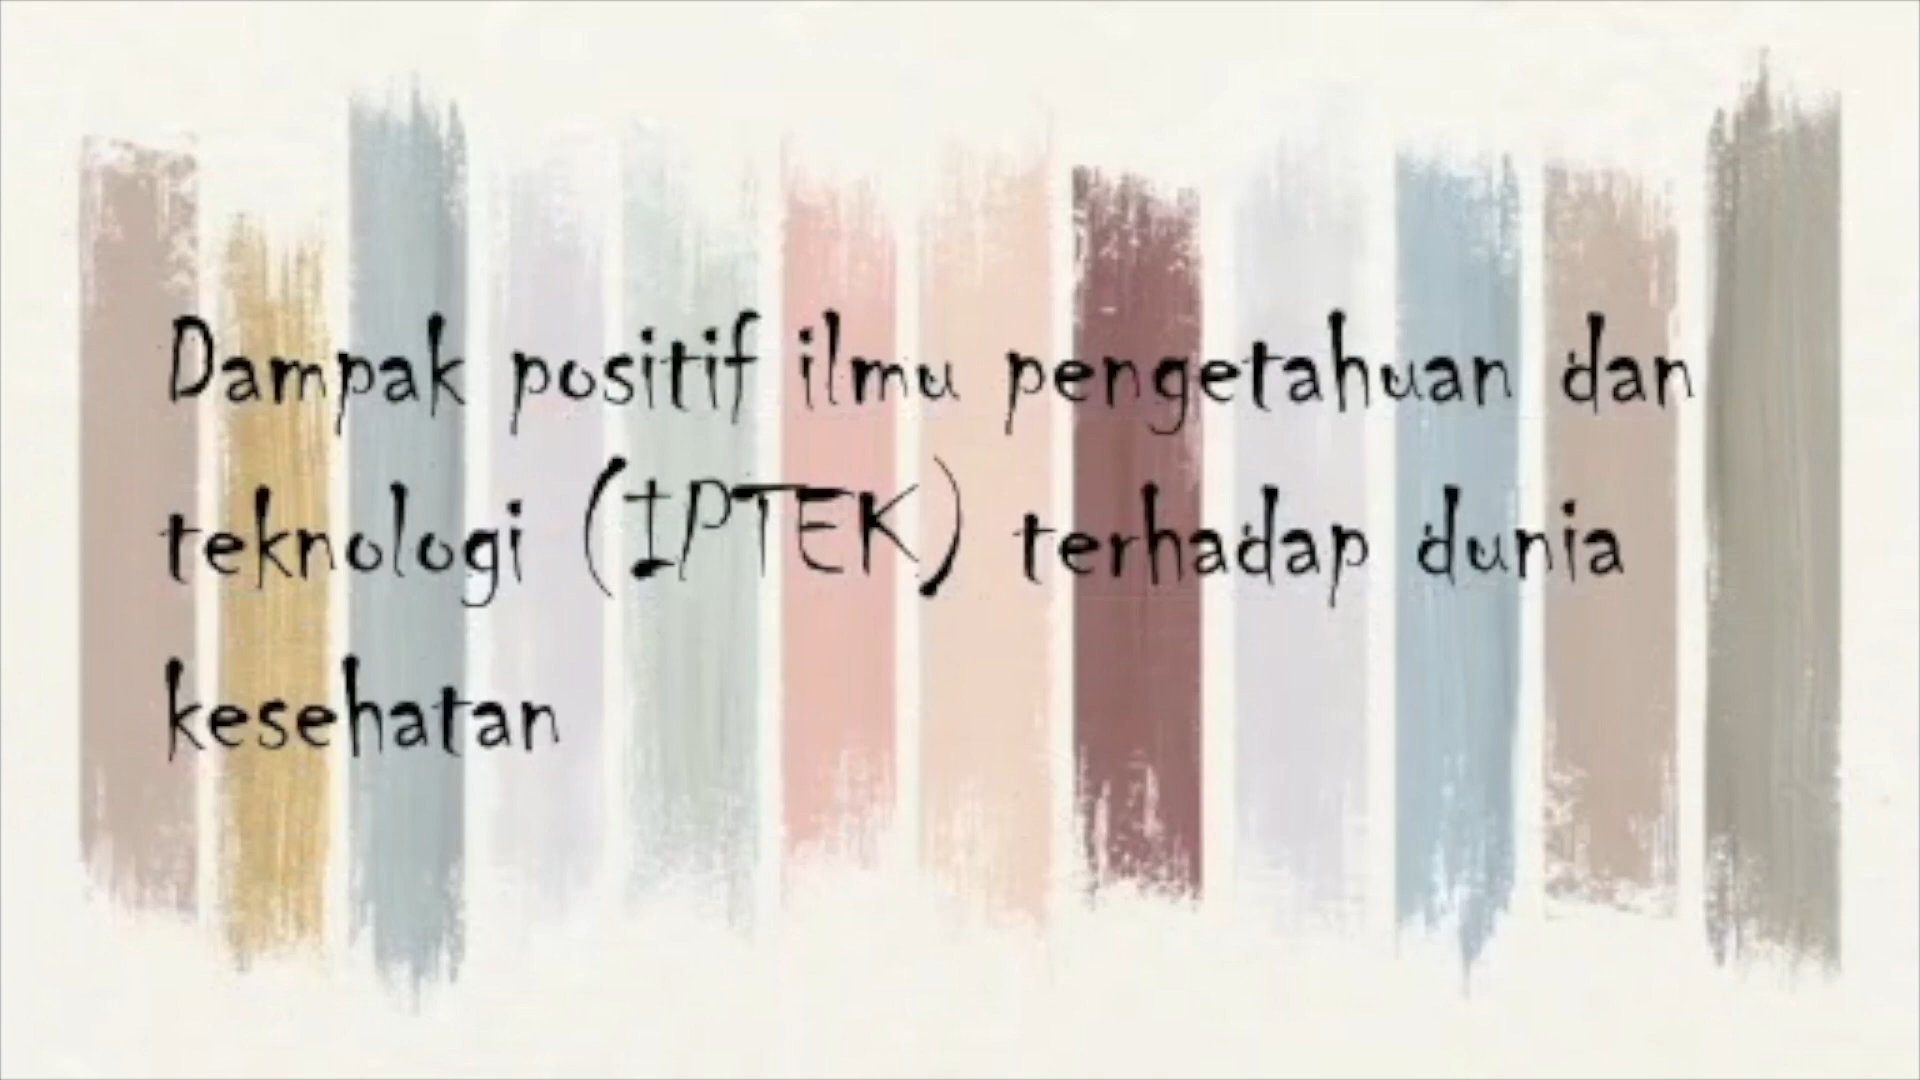 Dampak positif ilmu pengetahuan dan
teknologi (IPTEK) terhadap dunia
kesehatan